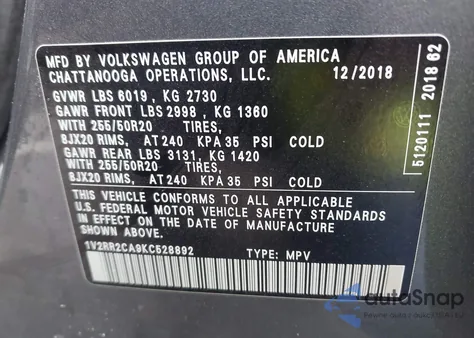 MFD BY VOLKSWAGEN GROUP OF AMERICA
CHATTANOOGA OPERATIONS, LLC. 12/2018
GVWR LBS 6019 , KG 2730
GAWR FRONT LBS 2998 , KG 1360
WITH 255/50R20 TIRES,
8JX20 RIMS, AT 240 KPA 35 PSI COLD
GAWR REAR LBS 3131, KG 1420
WITH 255/50R20 TIRES,
8JX20 RIMS, AT 240 KPA 35 PSI COLD
THIS VEHICLE CONFORMS TO ALL APPLICABLE
U.S. FEDERAL MOTOR VEHICLE SAFETY STANDARDS
IN EFFECT ON THE DATE OF MANUFACTURE
SHOWN ABOVE.
1V2RR2CA9KC528892 TYPE: MPV
5120111 2018 62
autoSnap